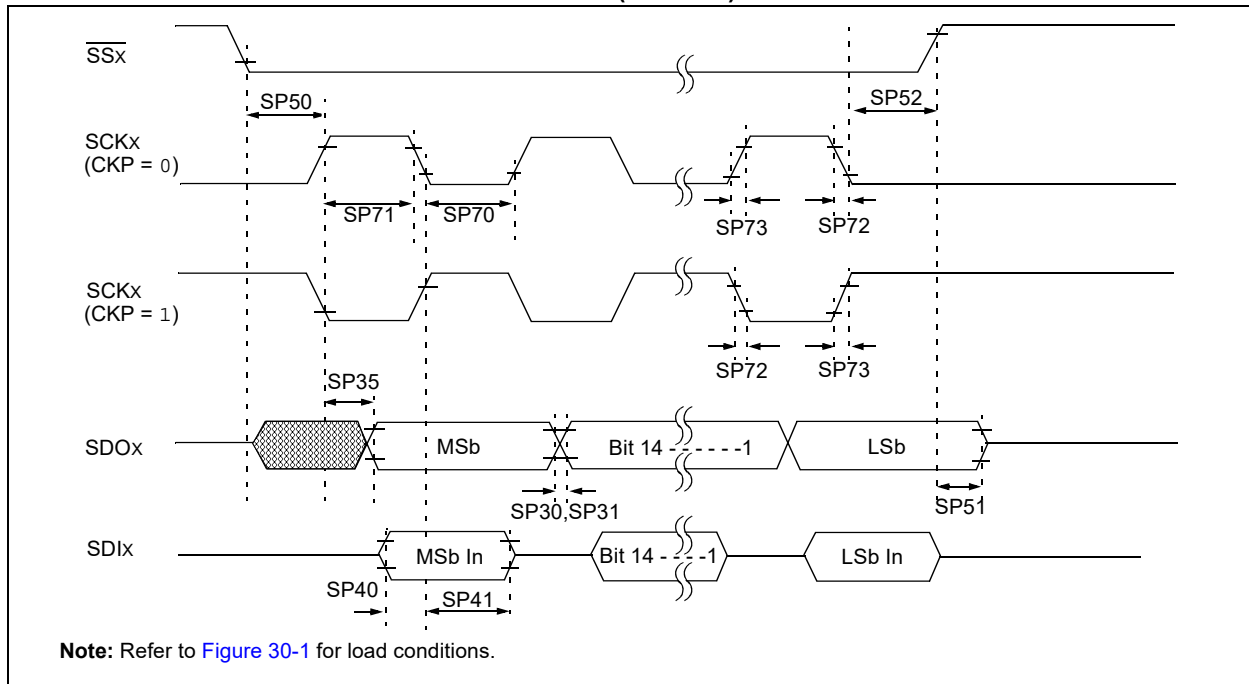 SSx
SP50
SP52
SCKx
(CKP = 0)
SP71
SP70
SP73
SP72
SCKx
(CKP = 1)
SP72
SP73
SP35
SDOx
MSb
Bit 14 - - - - - -1
LSb
SP30,SP31
SP51
SDIx
MSb In
Bit 14 - - - -1
LSb In
SP40
SP41
Note: Refer to Figure 30-1 for load conditions.